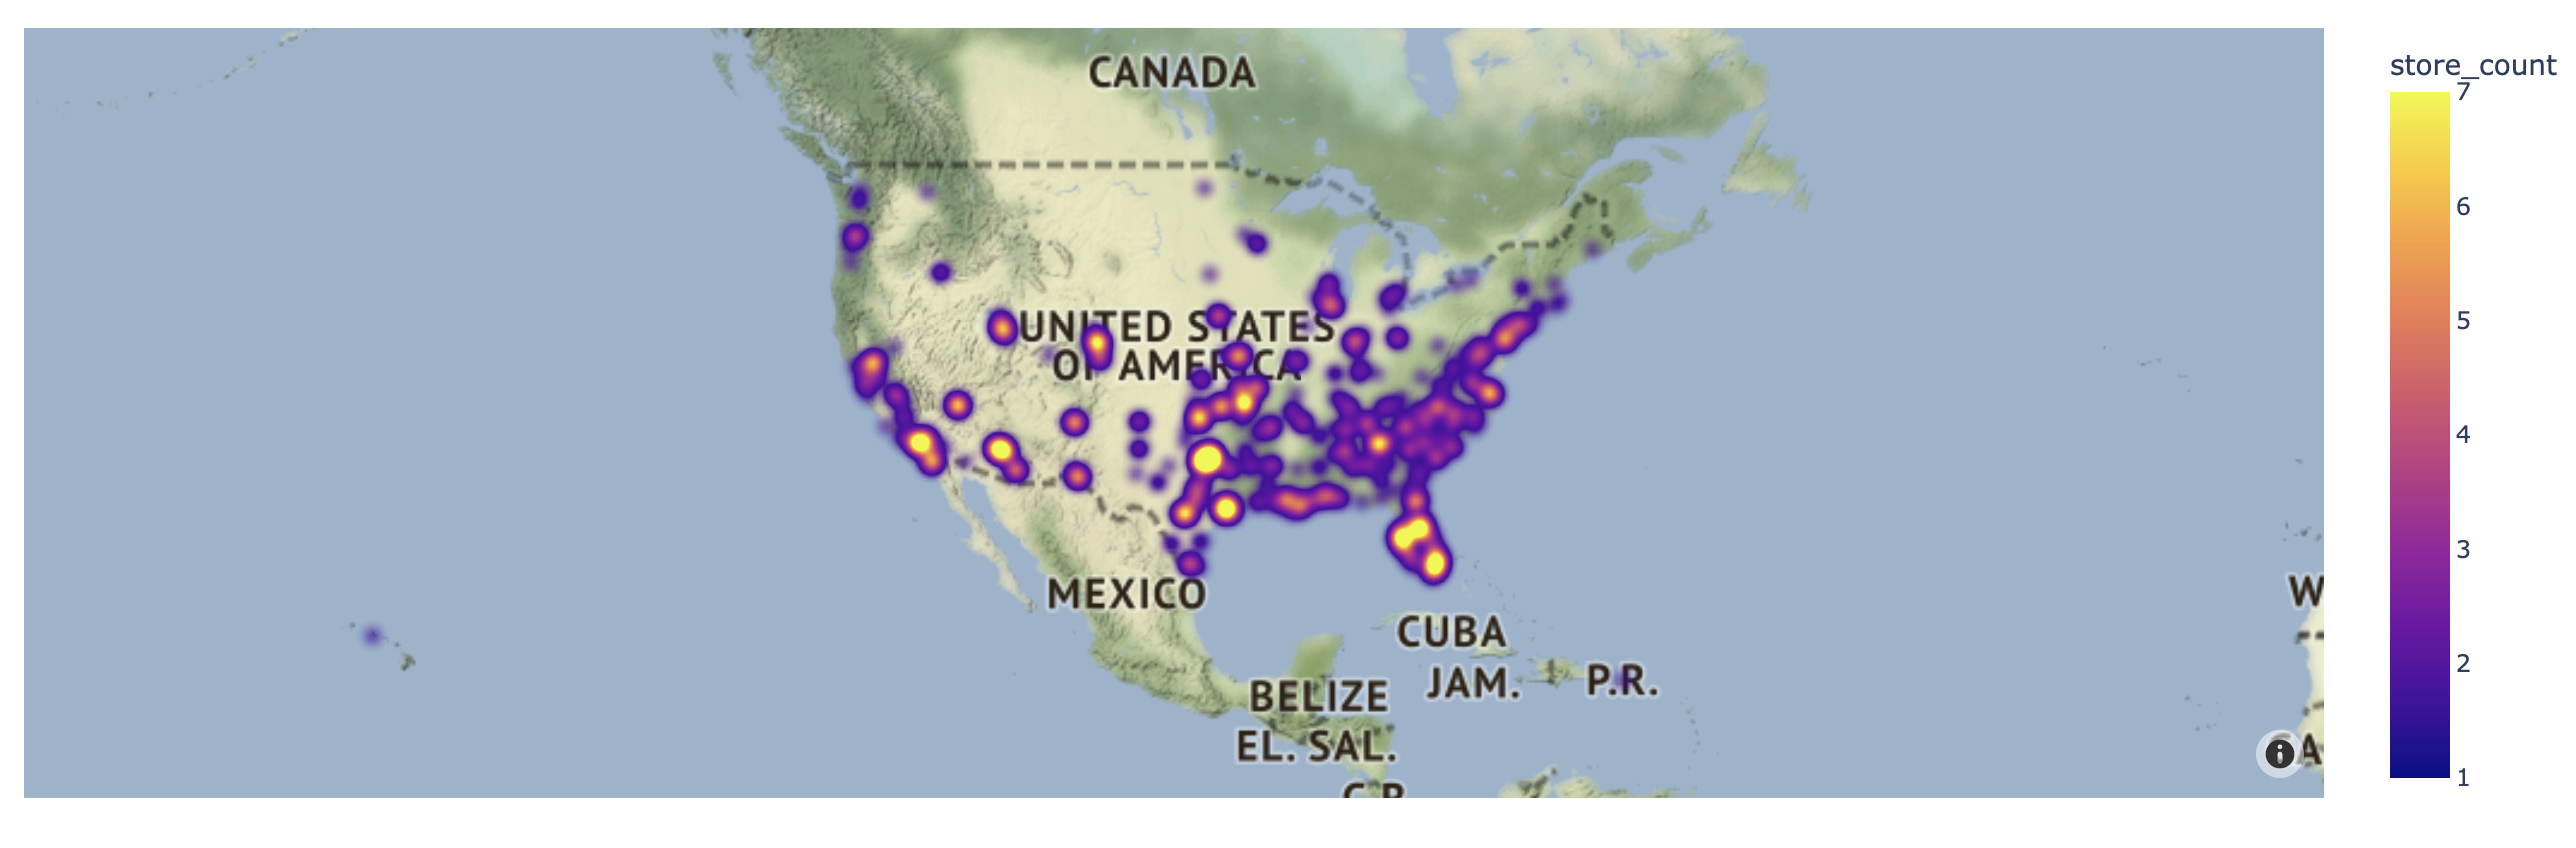 CANADA
UNITED STATES
OF AMERICA
MEXICO
CUBA
JAM.
P.R.
BELIZE
EL. SAL.
W
store_count
7
6
5
4
3
2
1